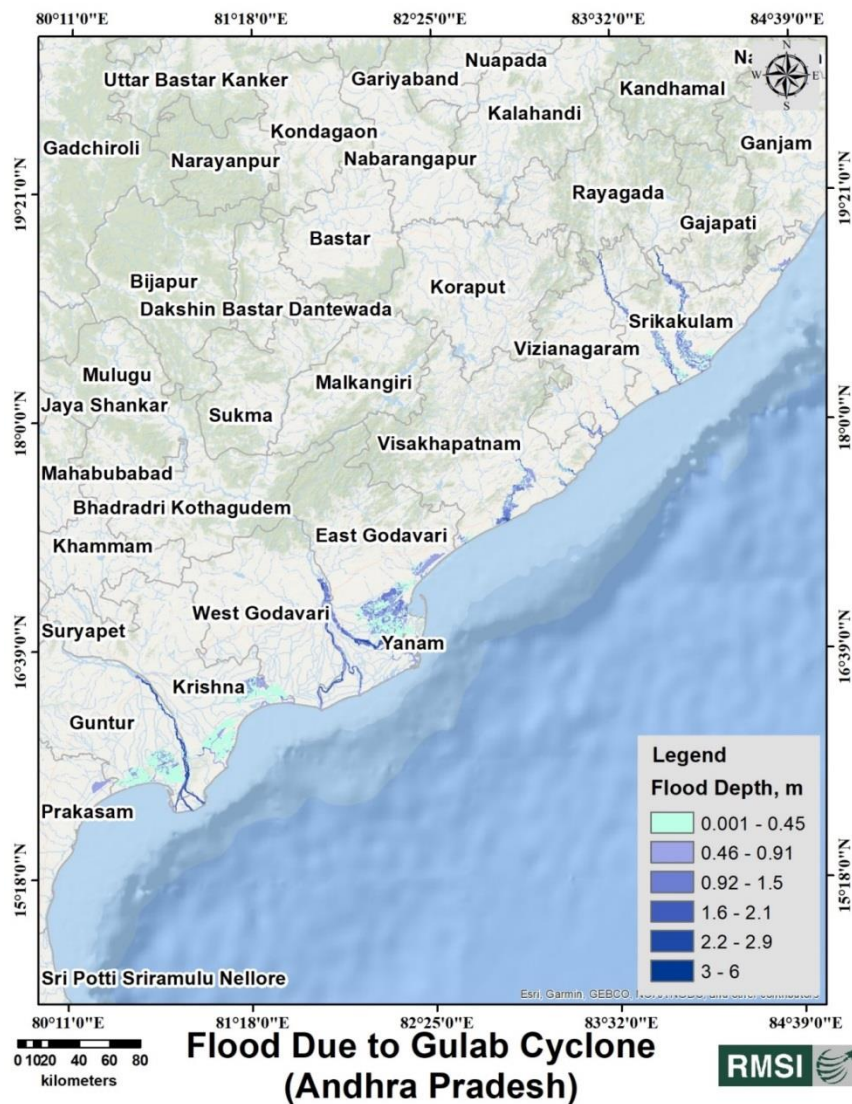 80°11'0"E 81°18'0"E 82°25'0"E 83°32'0"E 84°39'0"E
Nuapada
N
W E
S
Uttar Bastar Kanker
Gariyaband
Kandhamal
Kalahandi
Kondagaon
Ganjam
Gadchiroli
Narayanpur
Nabarangapur
19°21'0"N
19°21'0"N
Rayagada
Gajapati
Bastar
Bijapur
Koraput
Dakshin Bastar Dantewada
Srikakulam
Vizianagaram
Mulugu
Malkangiri
Jaya Shankar
Sukma
18°0'0"N
18°0'0"N
Visakhapatnam
Mahabubabad
Bhadradri Kothagudem
East Godavari
Khammam
West Godavari
Suryapet
Yanam
16°39'0"N
16°39'0"N
Krishna
Guntur
Prakasam
15°18'0"N
15°18'0"N
Sri Potti Sriramulu Nellore
Legend
Flood Depth, m
0.001 - 0.45
0.46 - 0.91
0.92 - 1.5
1.6 - 2.1
2.2 - 2.9
3 - 6
Esri, Garmin, GEBCO,
80°11'0"E 81°18'0"E 82°25'0"E 83°32'0"E 84°39'0"E
0 10 20 40 60 80
kilometers
Flood Due to Gulab Cyclone
(Andhra Pradesh)
RMSI